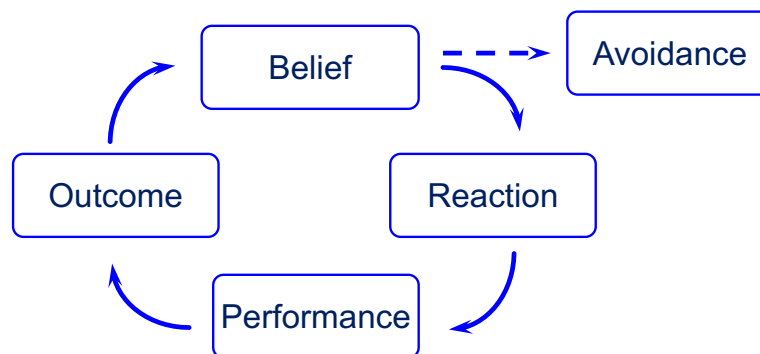 Belief
Avoidance
Outcome
Reaction
Performance